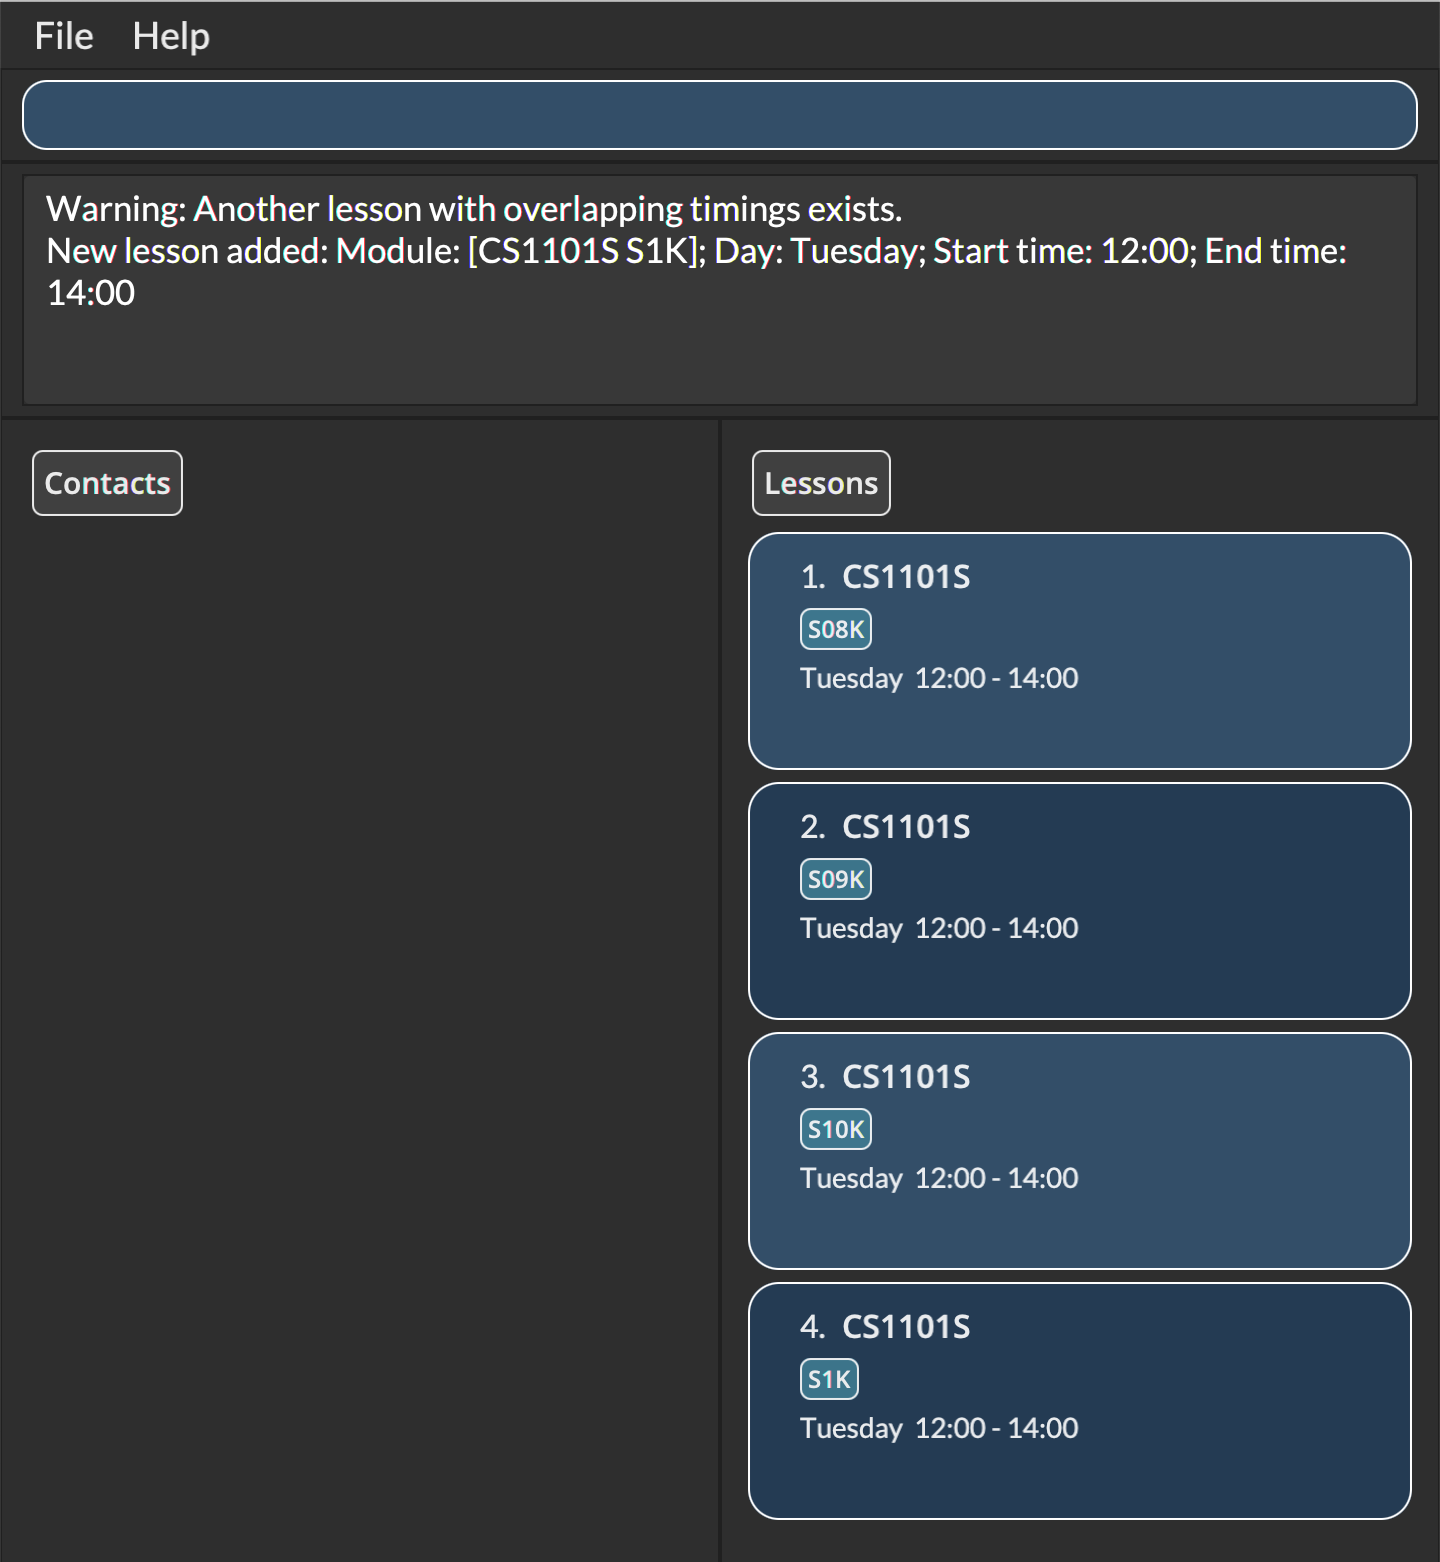 File Help
Warning: Another lesson with overlapping timings exists.
New lesson added: Module: [CS1101S S1K]; Day: Tuesday; Start time: 12:00; End time:
14:00
Contacts
Lessons
1. CS1101S
S08K
Tuesday 12:00 - 14:00
2. CS1101S
S09K
Tuesday 12:00 - 14:00
3. CS1101S
S10K
Tuesday 12:00 - 14:00
4. CS1101S
S1K
Tuesday 12:00 - 14:00